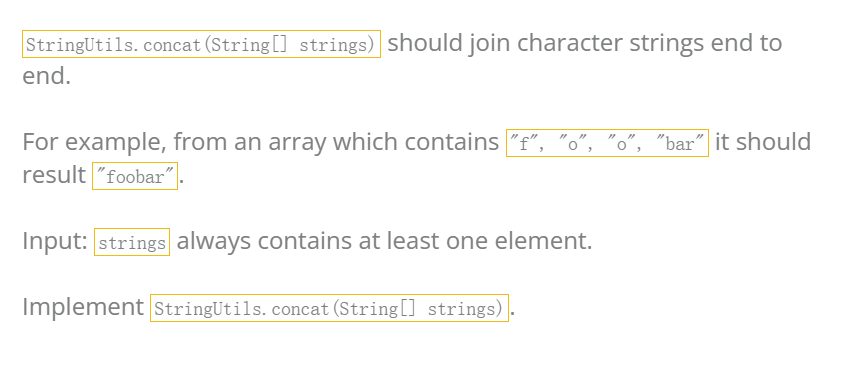 StringUtils.concat(String[] strings) should join character strings end to
end.
For example, from an array which contains "f", "o", "o", "bar" it should
result "foobar".
Input: strings always contains at least one element.
Implement StringUtils.concat(String[] strings).